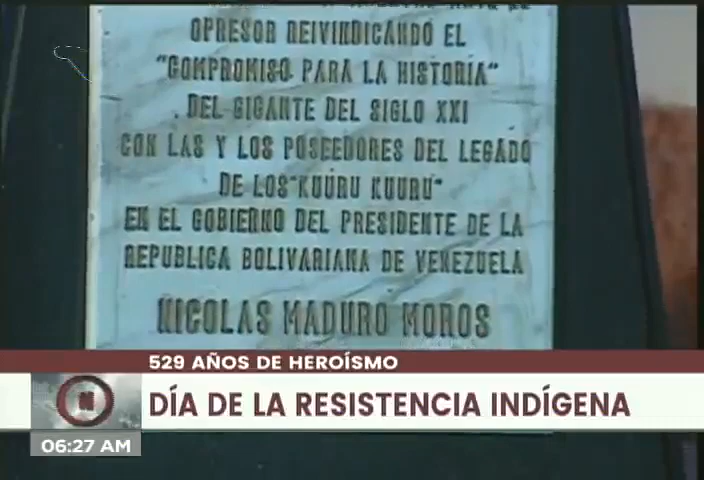 OPRESOR REIVINDICANDO EL
"COMPROMISO PARA LA HISTORIA"
DEL GIGANTE DEL SIGLO XXI
CON LAS Y LOS POSEEDORES DEL LEGADO
DE LOS "KUÜRU KUURU"
EN EL GOBIERNO DEL PRESIDENTE DE LA
REPUBLICA BOLIVARIANA DE VENEZUELA
NICOLAS MADURO MOROS
529 AÑOS DE HEROÍSMO
N
DÍA DE LA RESISTENCIA INDÍGENA
06:27 AM